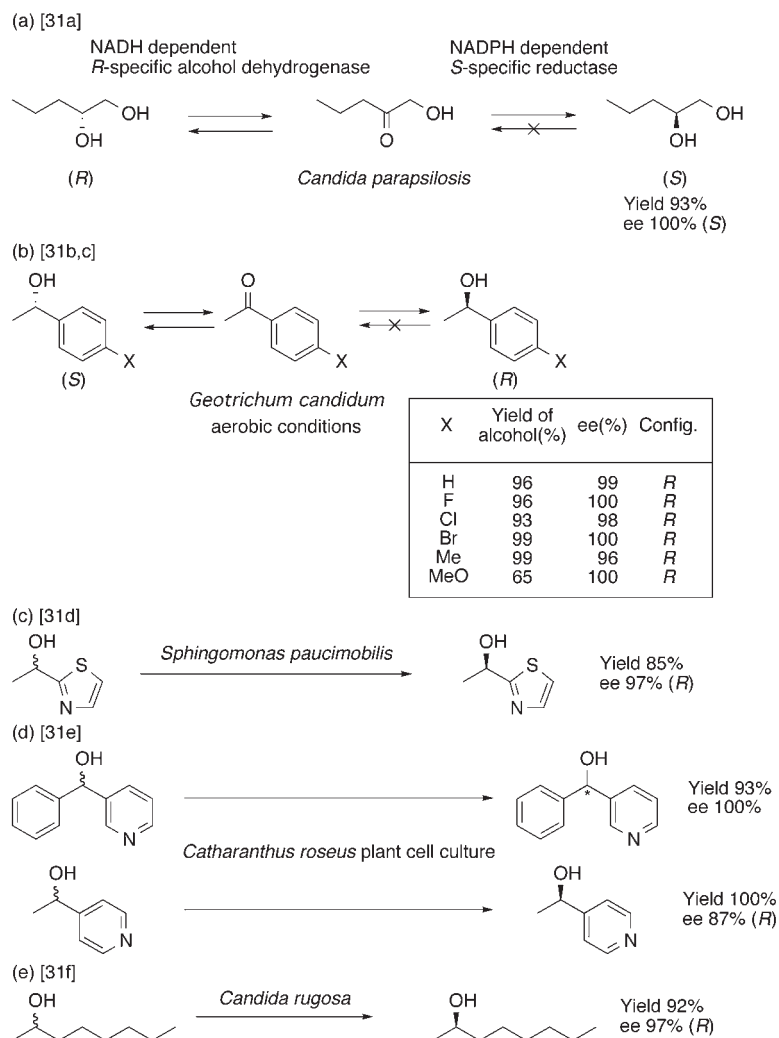 (a) [31a]
NADH dependent
R-specific alcohol dehydrogenase
NADPH dependent
S-specific reductase
OH
OH
OH
O
OH
OH
(R)
Candida parapsilosis
(S)
Yield 93%
ee 100% (S)
(b) [31b,c]
OH
O
OH
X
X
X
(S)
(R)
Geotrichum candidum
aerobic conditions
X Yield of alcohol(%) ee(%) Config.
H 96 99 R
F 96 100 R
Cl 93 98 R
Br 99 100 R
Me 99 96 R
MeO 65 100 R
(c) [31d]
OH
S
N
Sphingomonas paucimobilis
OH
S
N
Yield 85%
ee 97% (R)
(d) [31e]
OH
N
OH
*
N
Yield 93%
ee 100%
Catharanthus roseus plant cell culture
OH
N
OH
N
Yield 100%
ee 87% (R)
(e) [31f]
OH
Candida rugosa
OH
Yield 92%
ee 97% (R)